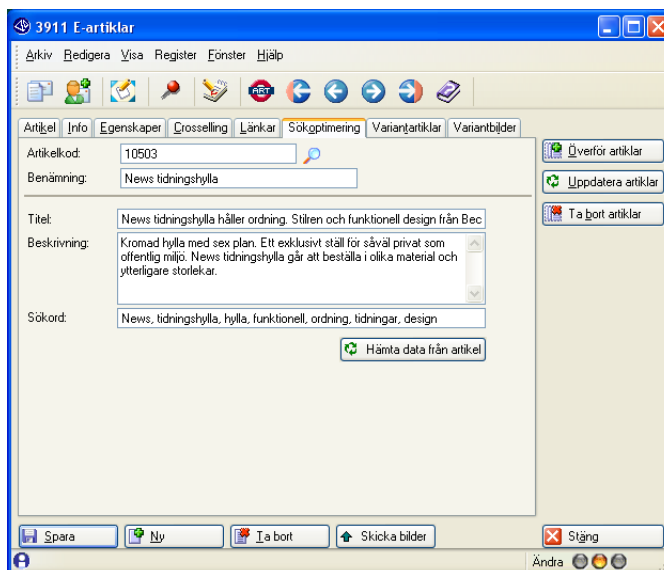 3911 E-artiklar
Arkiv Redigera Visa Register Fönster Hjälp
ART
Artikel Info Egenskaper Crosselling Länkar Sökoptimering Variantartiklar Variantbilder
Artikelkod: 10503
Benämning: News tidningshylla
Titel: News tidningshylla håller ordning. Stilren och funktionell design från Bec
Beskrivning: Kromad hylla med sex plan. Ett exklusivt ställ för såväl privat som
offentlig miljö. News tidningshylla går att beställa i olika material och
ytterligare storlekar.
Sökord: News, tidningshylla, hylla, funktionell, ordning, tidningar, design
Hämta data från artikel
Överför artiklar
Uppdatera artiklar
Ta bort artiklar
Spara Ny Ta bort Skicka bilder Stäng
Ändra